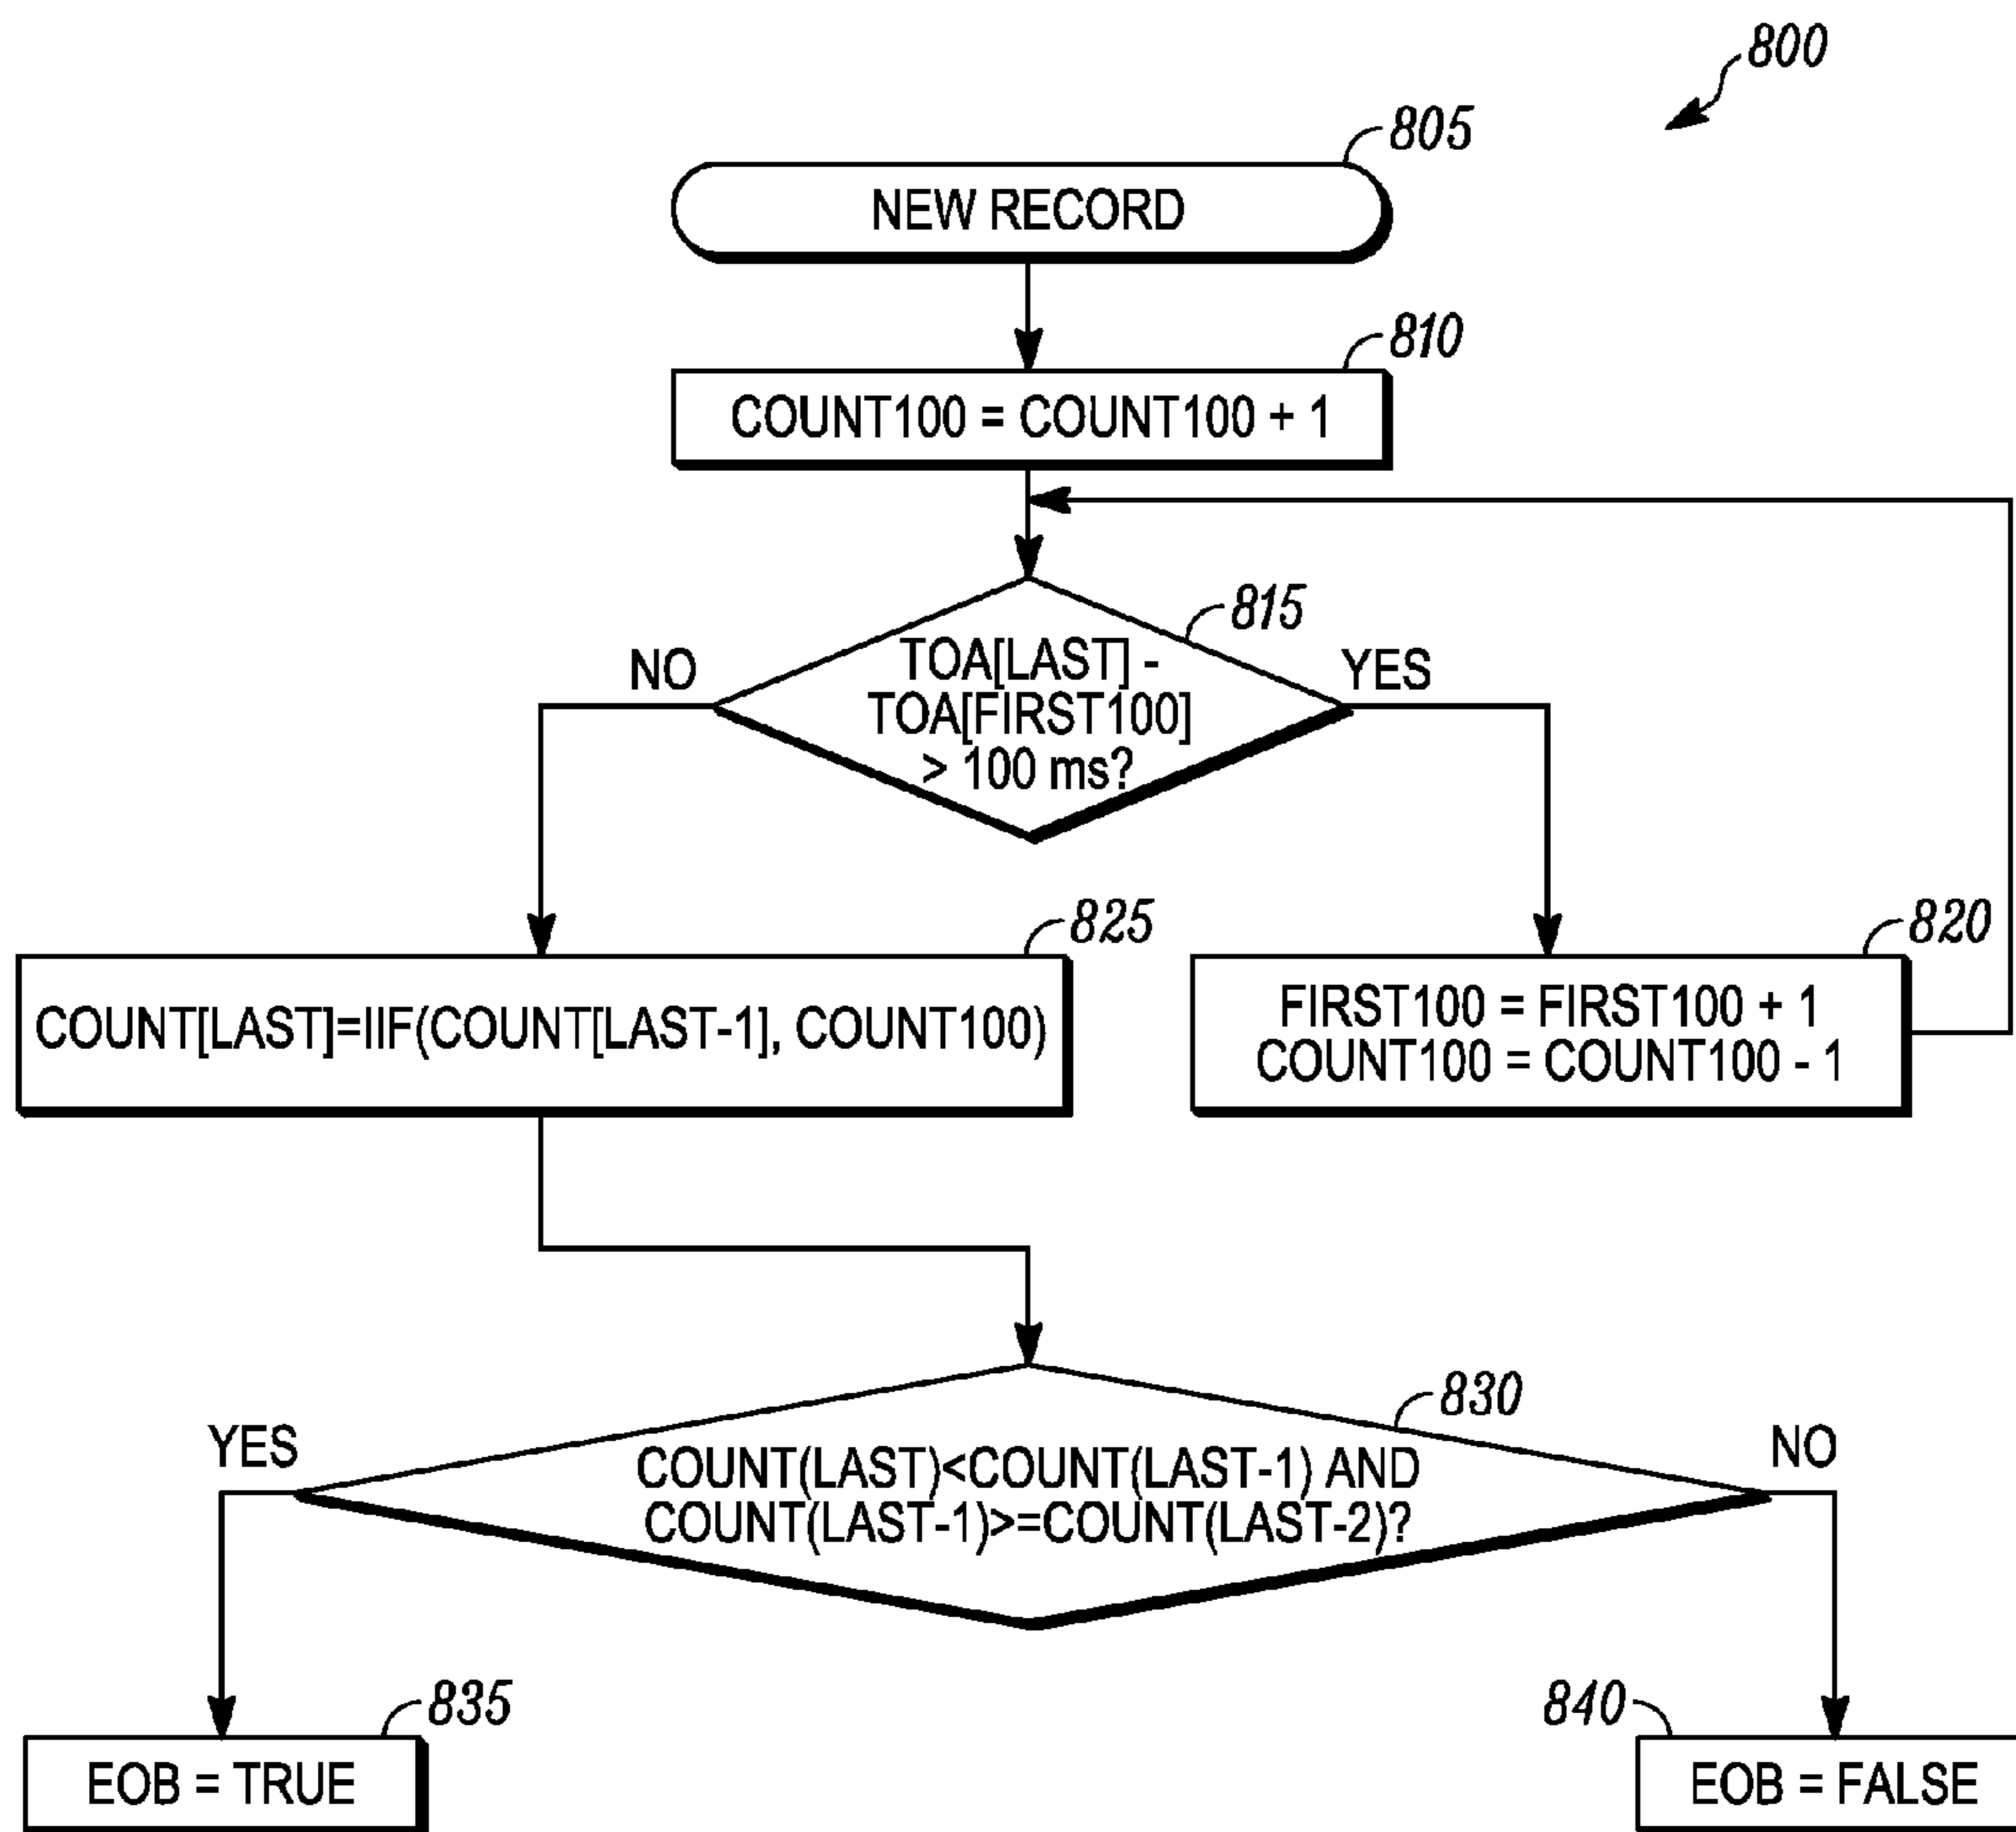 800
805
NEW RECORD
810
COUNT100 = COUNT100 + 1
815
NO
TOA[LAST] -
TOA[FIRST100]
> 100 ms?
YES
825
COUNT[LAST]=IIF(COUNT[LAST-1], COUNT100)
820
FIRST100 = FIRST100 + 1
COUNT100 = COUNT100 - 1
830
YES
COUNT(LAST)<COUNT(LAST-1) AND
COUNT(LAST-1)>=COUNT(LAST-2)?
NO
835
EOB = TRUE
840
EOB = FALSE